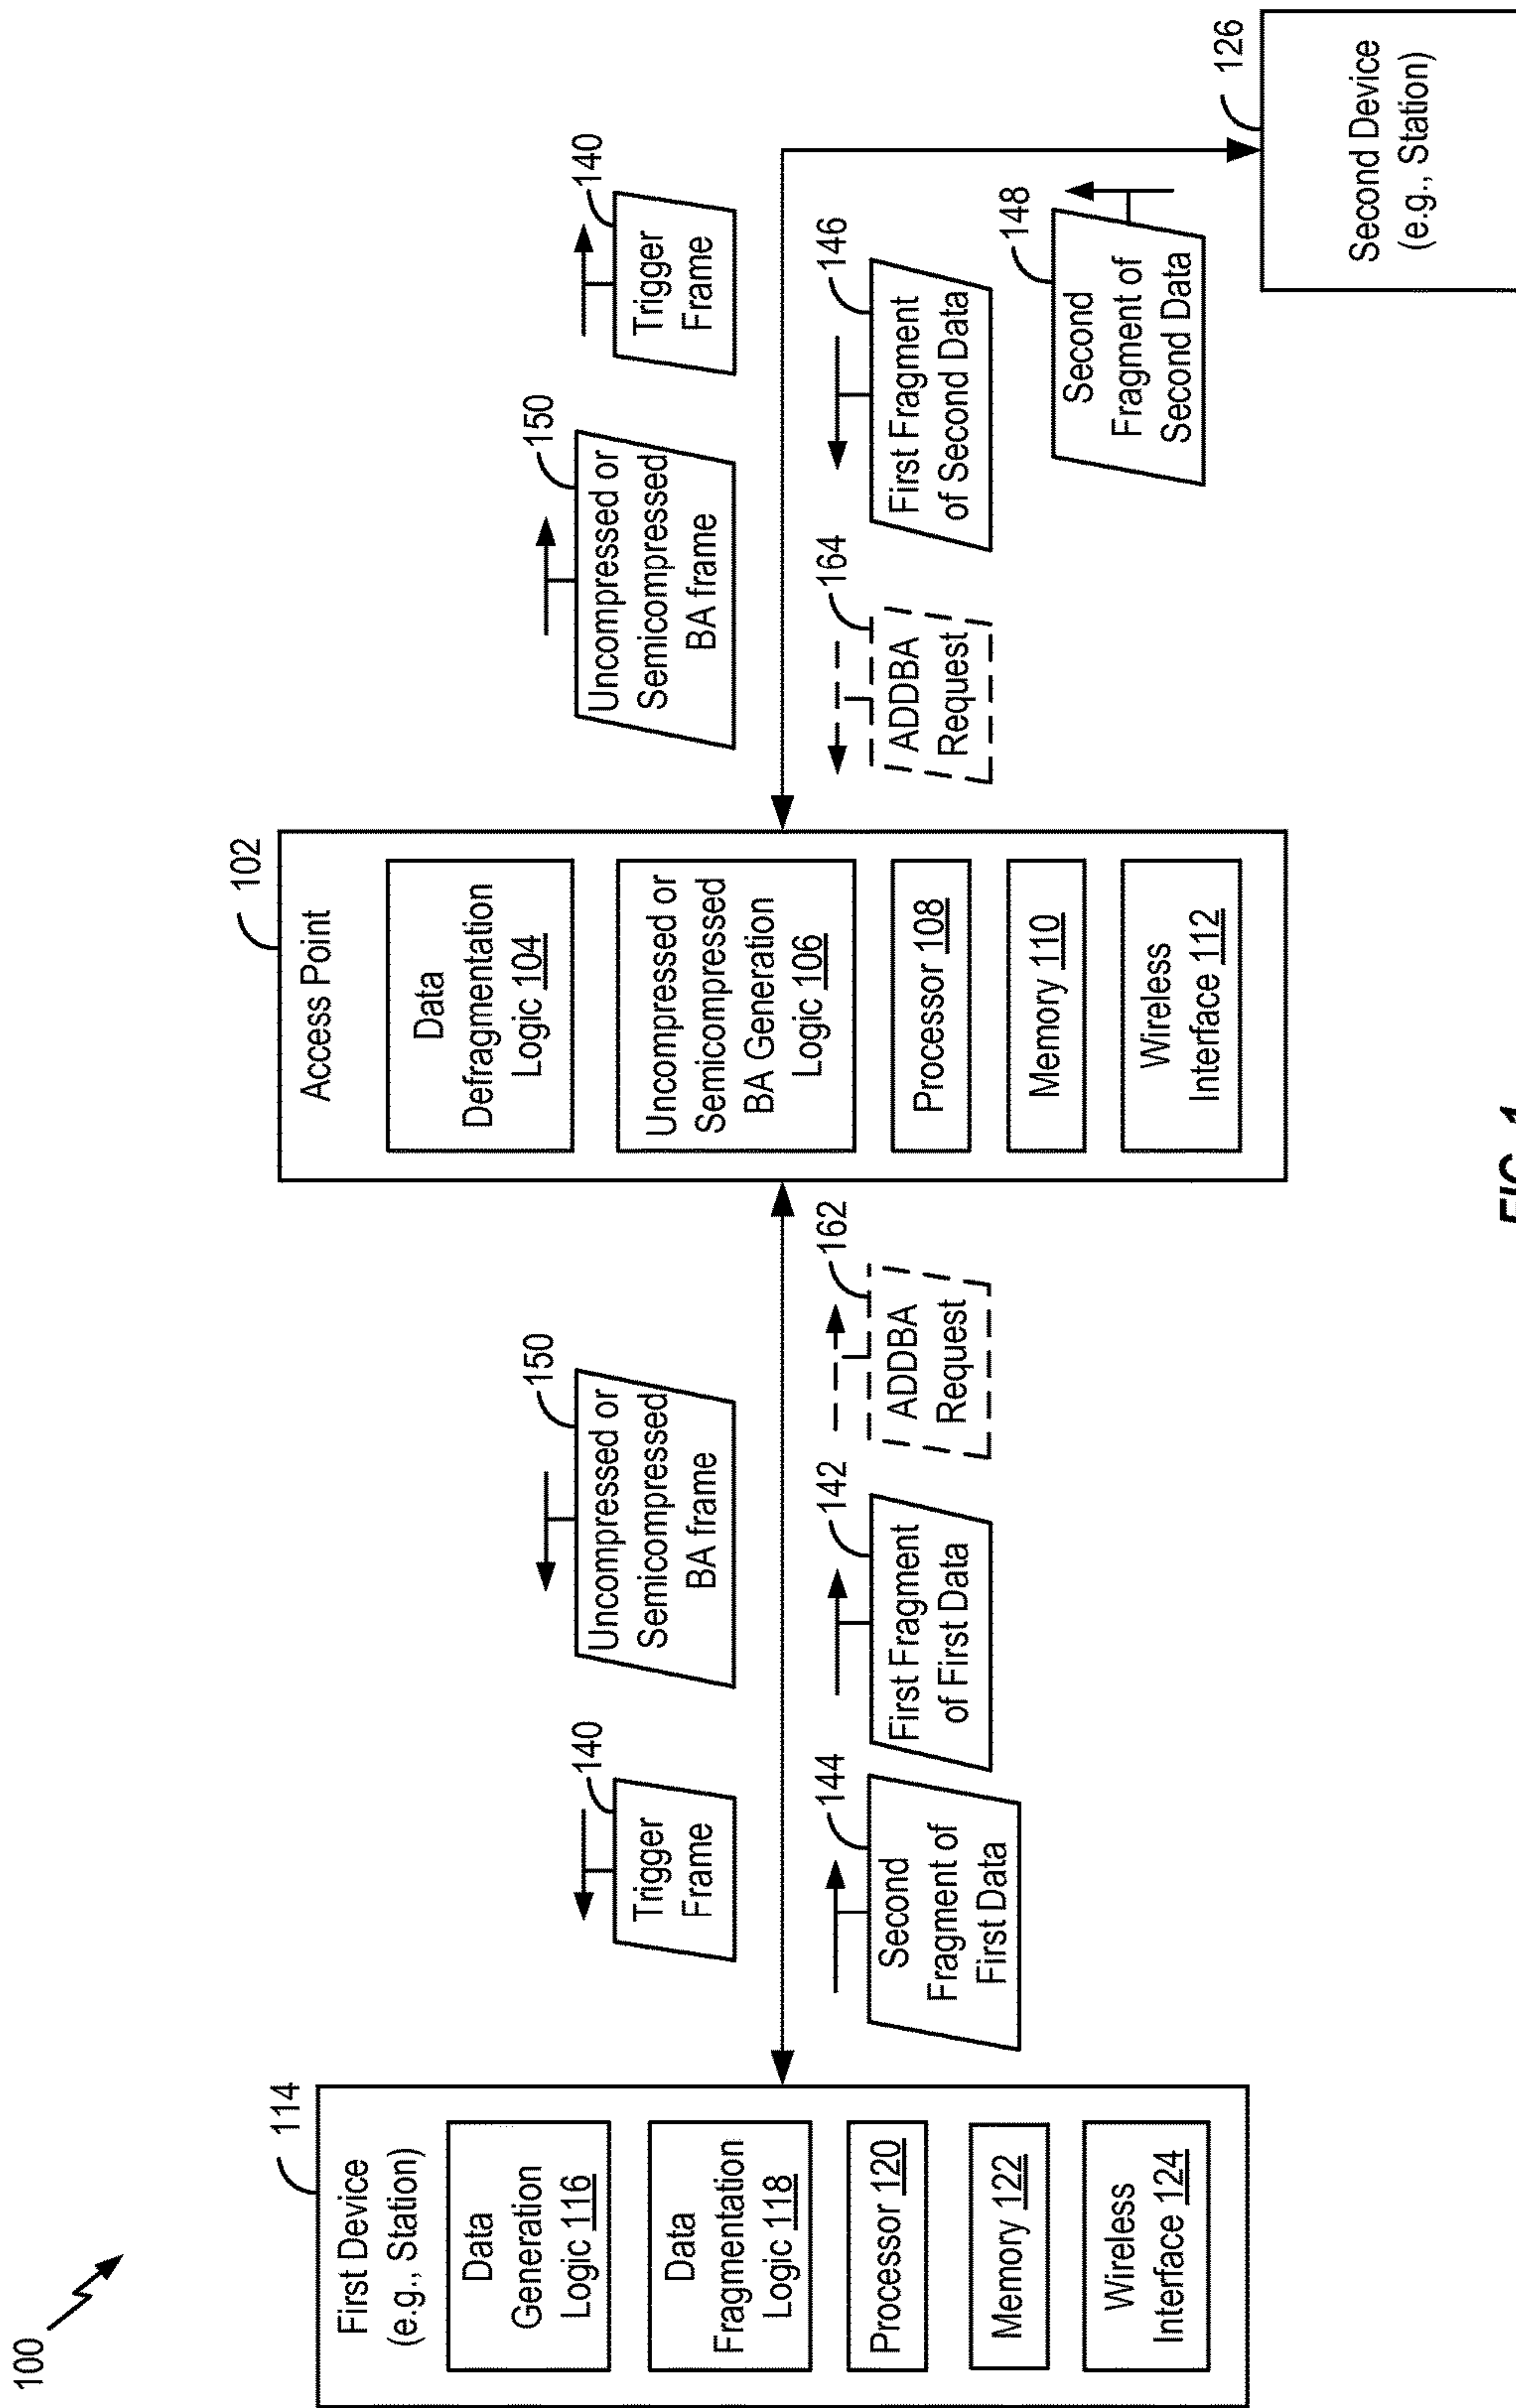 100
114
First Device
(e.g., Station)
Data
Generation
Logic 116
Data
Fragmentation
Logic 118
Processor 120
Memory 122
Wireless
Interface 124
140
Trigger
Frame
150
Uncompressed or
Semicompressed
BA frame
144
Second
Fragment of
First Data
142
First Fragment
of First Data
162
ADDBA
Request
102
Access Point
Data
Defragmentation
Logic 104
Uncompressed or
Semicompressed
BA Generation
Logic 106
Processor 108
Memory 110
Wireless
Interface 112
150
Uncompressed or
Semicompressed
BA frame
140
Trigger
Frame
164
ADDBA
Request
146
First Fragment
of Second Data
148
Second
Fragment of
Second Data
126
Second Device
(e.g., Station)
FIG. 1